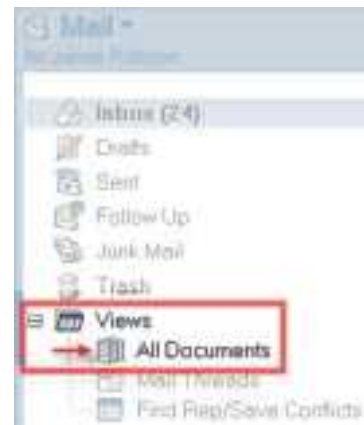 Mail
Inbox (24)
Drafts
Sent
Follow Up
Junk Mail
Trash
Views
All Documents
Mail Threads
Find Rep/Save Conflicts